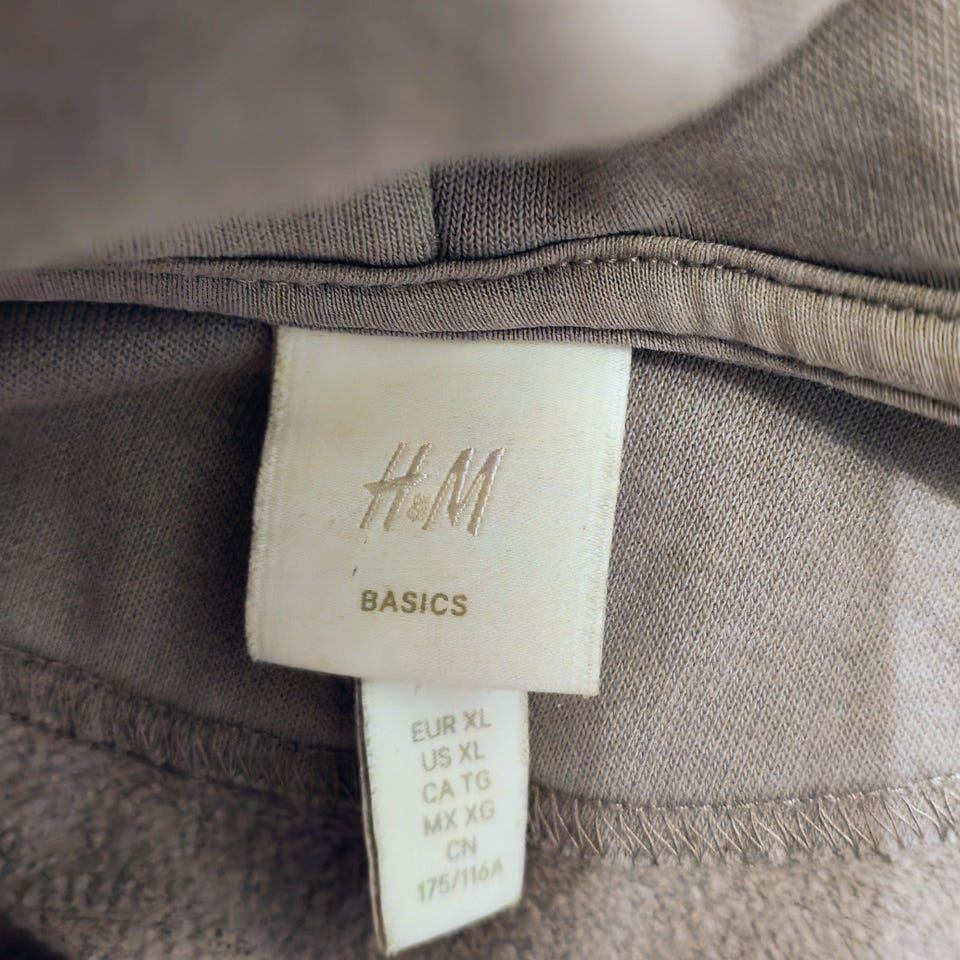 H&M
BASICS
EUR XL
US XL
CA TG
MX XG
CN
175/116A